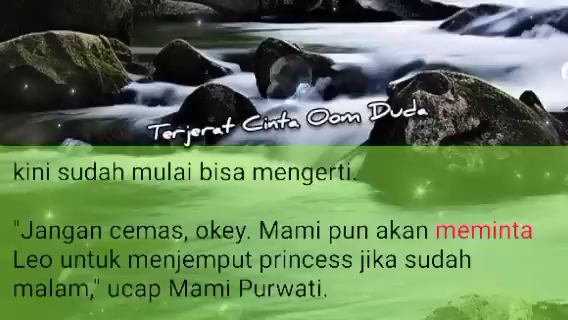 Terjerat Cinta Oom Duda
kini sudah mulai bisa mengerti.
"Jangan cemas, okey. Mami pun akan meminta
Leo untuk menjemput princess jika sudah
malam," ucap Mami Purwati.